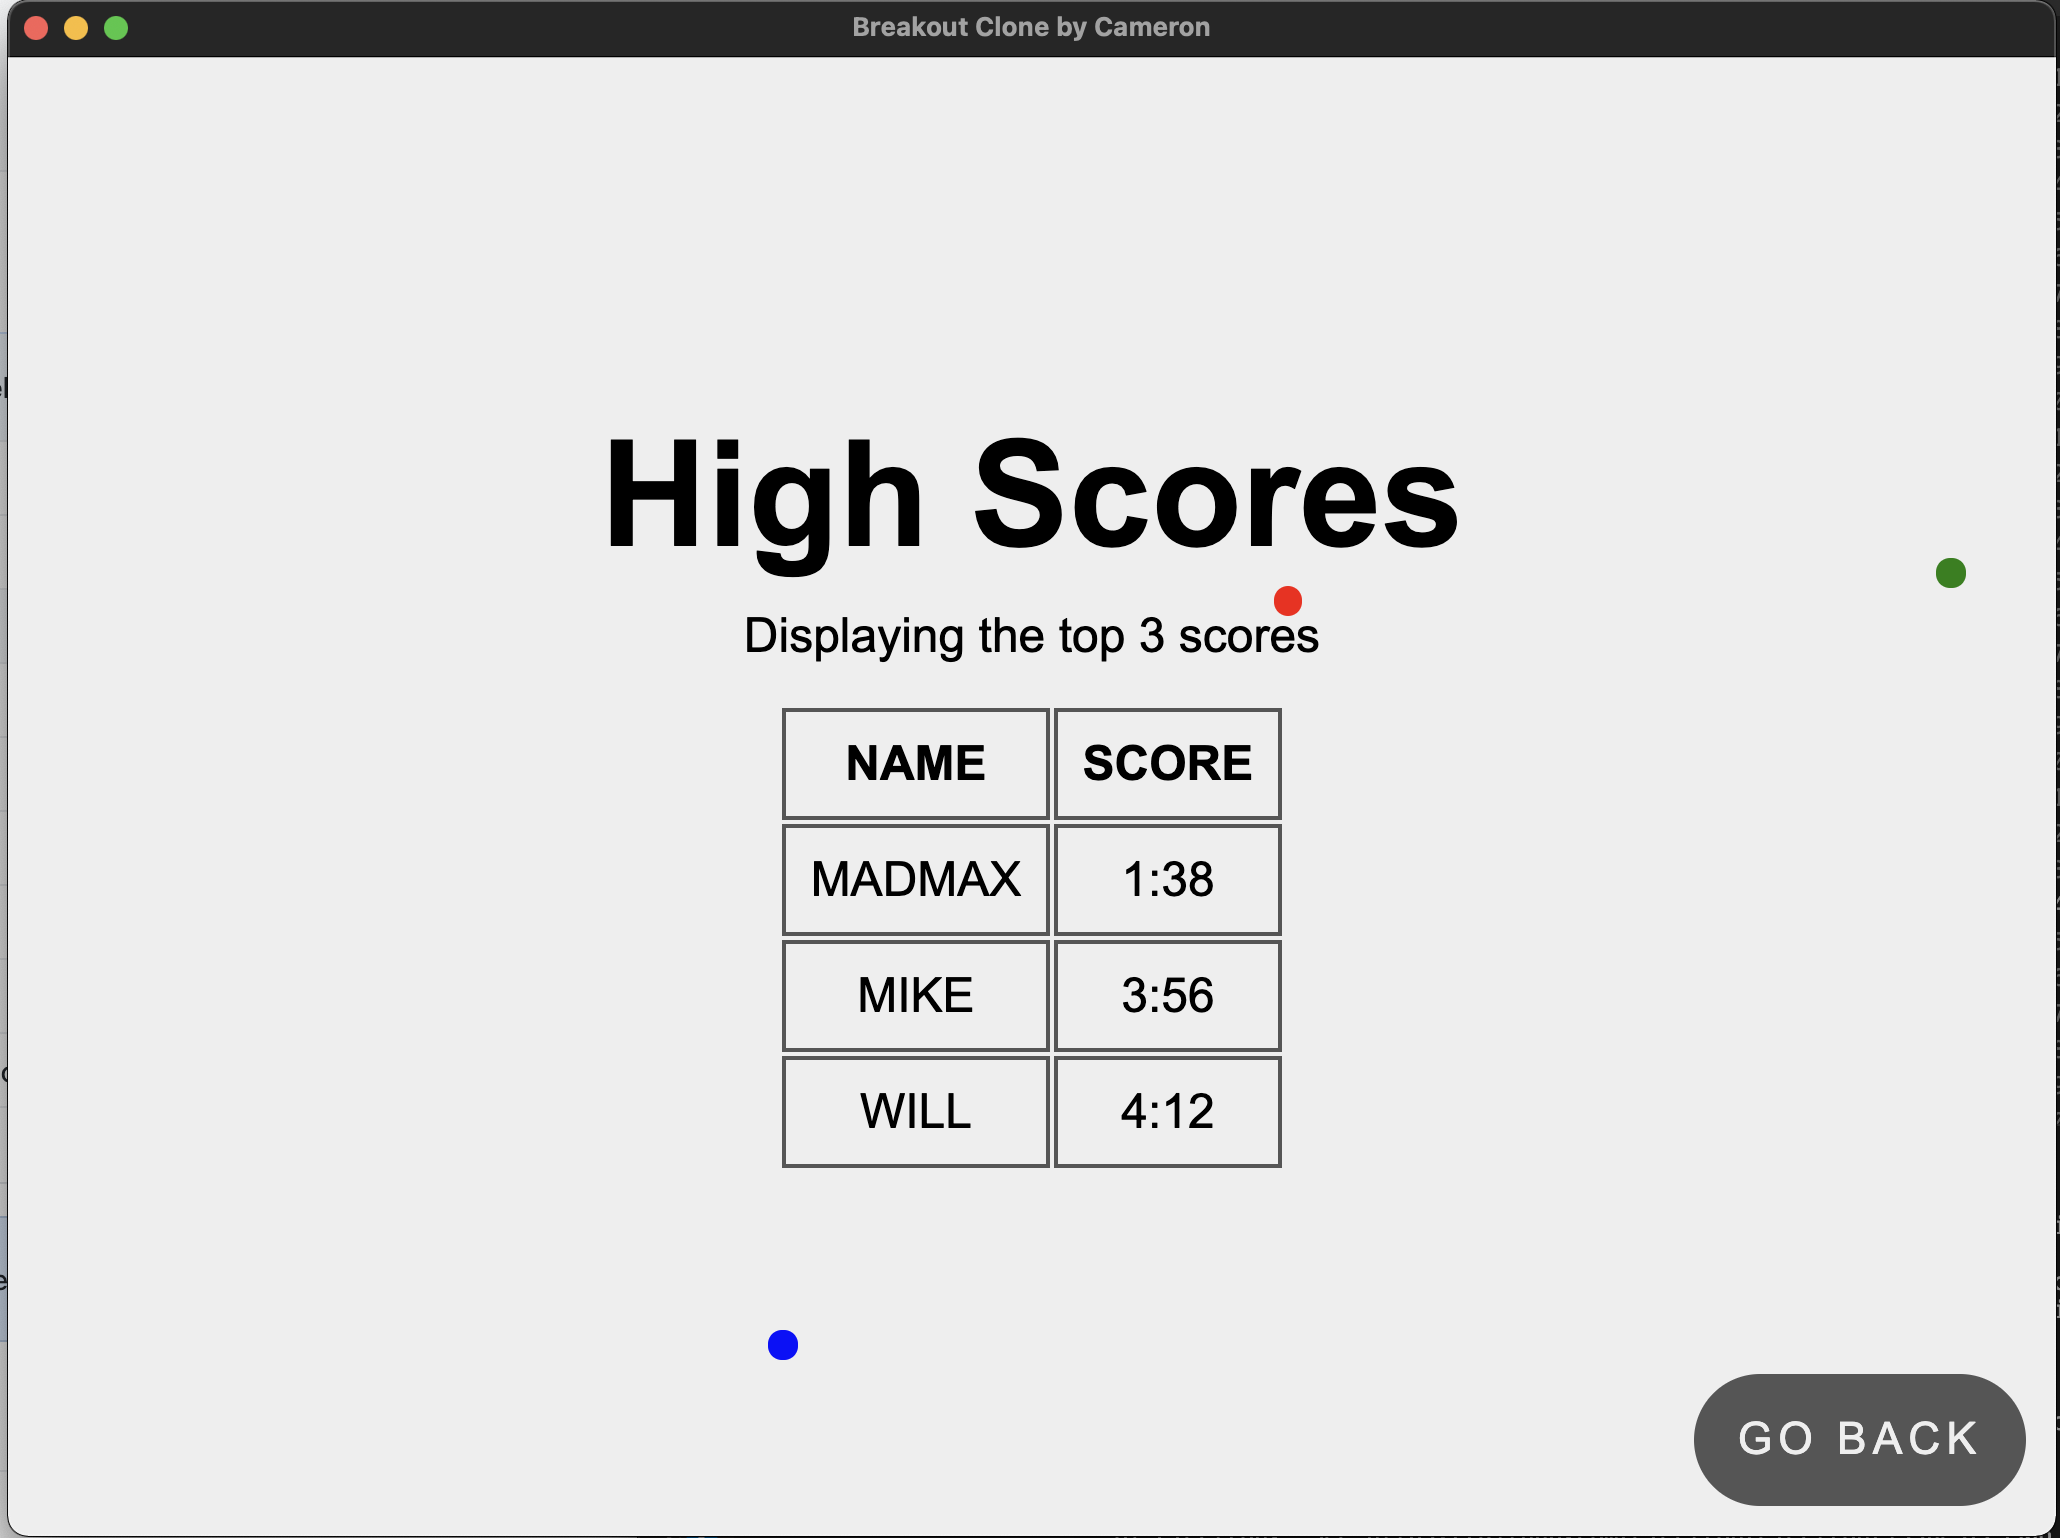 Breakout Clone by Cameron
High Scores
Displaying the top 3 scores
NAME SCORE
MADMAX 1:38
MIKE 3:56
WILL 4:12
GO BACK